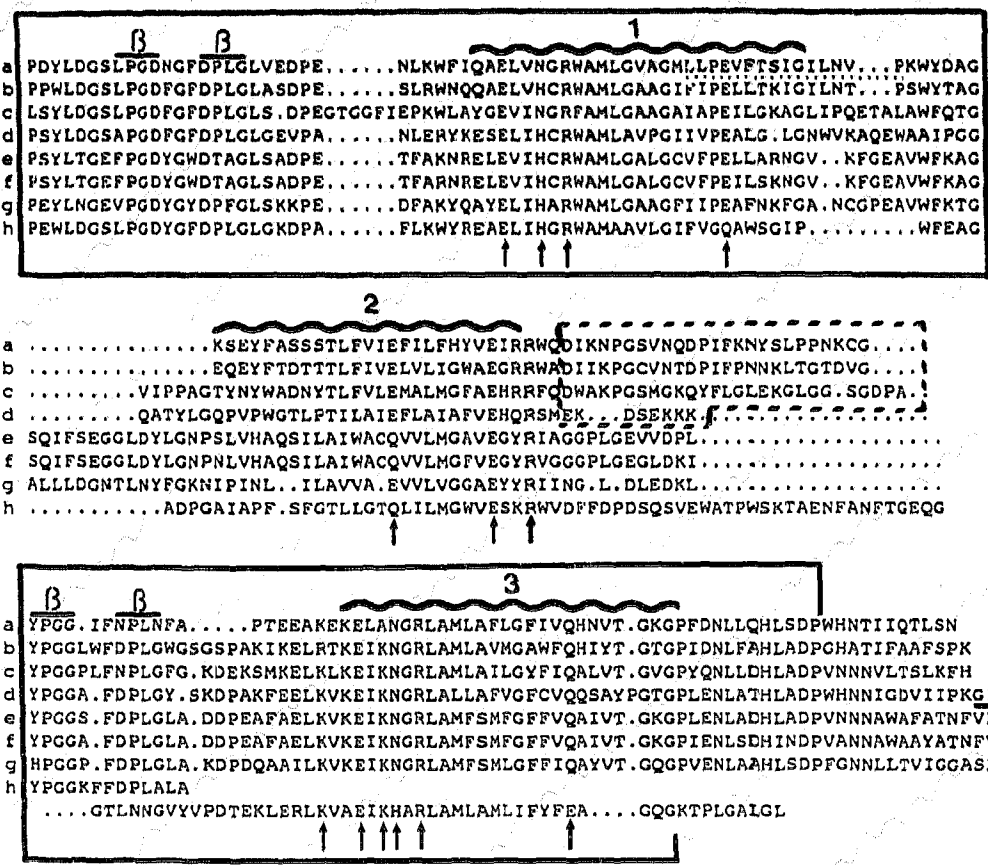 β β 1
a PDYLDGSLPGDNGFDPLGLVEDPE......NLKWFIQAELVNGRWAMLGVAGMLLPEVFTSIGILNV...PKWYDAG
b PPWLDGSLPGDFGFDPLGLASDPE......SLRWNQQAELVHCRWAMLGAAGIFIPELLTKIGILNT...PSWYTAG
c LSYLDGSLPGDFGFDPLGLS.DPEGTGGFIEPKWLAYGEVINGRFAMLGAAGAIAPEILGKAGLIPQETALAWFQTG
d PDYLDGSAPGDFGFDPLGLGEVPA......NLERYKESELIHCRWAMLAVPGIIVPEALG.LGNWVKAQEWAAIPGG
e PSYLTGEFPGDYGWDTAGLSADPE......TFAKNRELEVIHCRWAMLGALGCVFPELLARNGV..KFGEAVWFKAG
f PSYLTGEFPGDYGWDTAGLSADPE......TFARNRELEVIHCRWAMLGALGCVFPEILSKNGV..KFGEAVWFKAG
g PEYLNGEVPGDYGYDPFGLSKKPE......DFAKYQAYELIHARWAMLGAAGFIIPEAFNKFGA.NCGPEAVWFKTG
h PEWLDGSLPGDYGFDPLGLGKDPA......FLKWYREAELIHGRWAMAAVLGIFVGQAWSGIP.........WFEAG
2
a ...............KSEYFASSSTLFVIEFILFHYVEIRRWQDIKNPGSVNQDPIFKNYSLPPNKCG....
b ...............EQEYFTDTTTLFIVELVLIGWAEGRRWADIIKPGCVNTDPIFPNNKLTGTDVG....
c .........VIPPAGTYNYWADNYTLFVLEMALMGFAEHRRFQDWAKPGSMGKQYFLGLEKGLGG.SGDPA.
d .........QATYLGQPVPWGTLPTILAIEFLAIAFVEHQRSMEK...DSEKKK.
e SQIFSEGGLDYLGNPSLVHAQSILAIWACQVVLMGAVEGYRIAGGPLGEVVDPL...................
f SQIFSEGGLDYLGNPNLVHAQSILAIWACQVVLMGFVEGYRVGGGPLGEGLDKI...................
g ALLLDGNTLNYFGKNIPINL..ILAVVA.EVVLVGGAEYYRIING.L.DLEDKL...................
h ...........ADPGAIAPF.SFGTLLGTQLILMGWVESKRWVDFFDPDSQSVEWATPWSKTAENFANFTGEQG
β β 3
a YPGG.IFNPLNFA.....PTEEAKEKELANGRLAMLAFLGFIVQHNVT.GKGPFDNLLQHLSDPWHNTIIQTLSN
b YPGGLWFDPLGWGSGSPAKIKELRTKEIKNGRLAMLAVMGAWFQHIYT.GTGPIDNLFAHLADPGHATIFAAFSPK
c YPGGPLFNPLGFG.KDEKSMKELKLKEIKNGRLAMLAILGYFIQALVT.GVGPYQNLLDHLADPVNNNVLTSLKFH
d YPGGA.FDPLGY.SKDPAKFEELKVKEIKNGRLALLAFVGFCVQQSAYPGTGPLENLATHLADPWHNNIGDVIIPKG
e YPGGS.FDPLGLA.DDPEAFAELKVKEIKNGRLAMFSMFGFFVQAIVT.GKGPLENLADHLADPVNNNAWAFATNFV
f YPGGA.FDPLGLA.DDPEAFAELKVKEIKNGRLAMFSMFGFFVQAIVT.GKGPIENLSDHINDPVANNAWAYATNF
g HPGGP.FDPLGLA.KDPDQAAILKVKEIKNGRLAMFSMLGFFIQAYVT.GQGPVENLAAHLSDPFGNNLLTVIGGAS
h YPGGKFFDPLALA
....GTLNNGVYVPDTEKLERLKVAEIKHARLAMLAMLIFYFEA....GQGKTPLGALGL